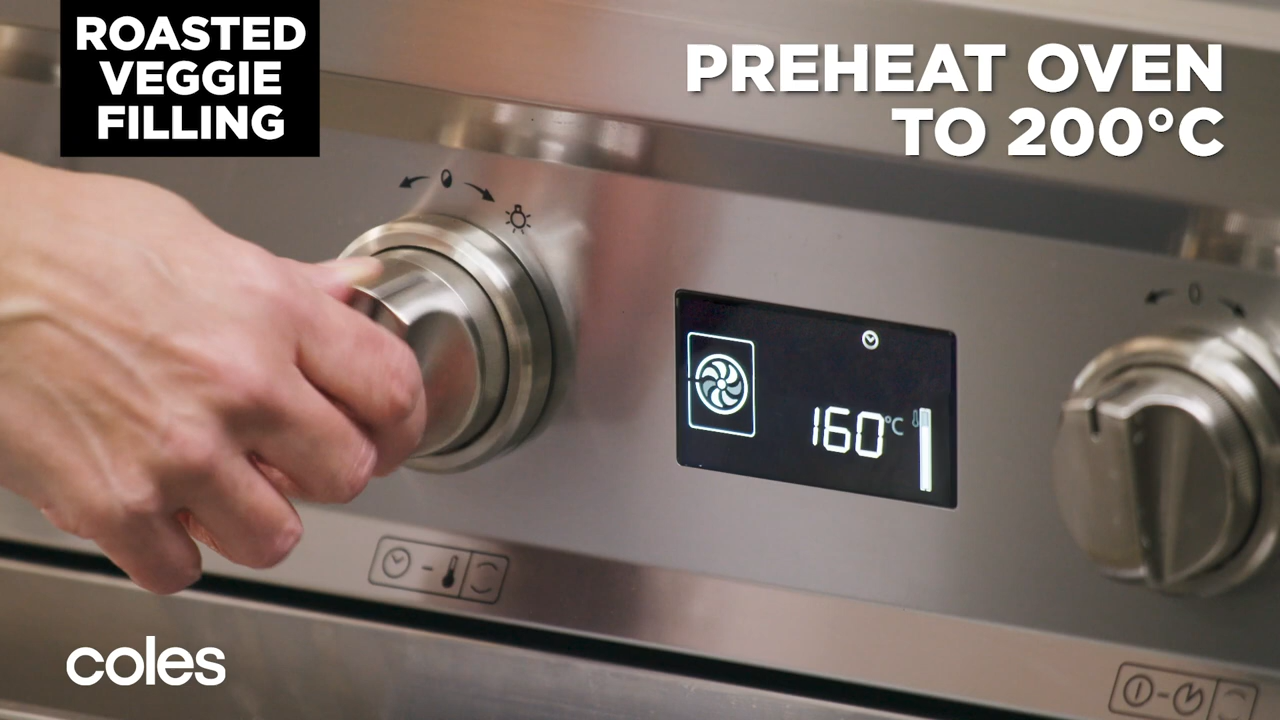 ROASTED
VEGGIE
FILLING
PREHEAT OVEN
TO 200°C
160°C
coles